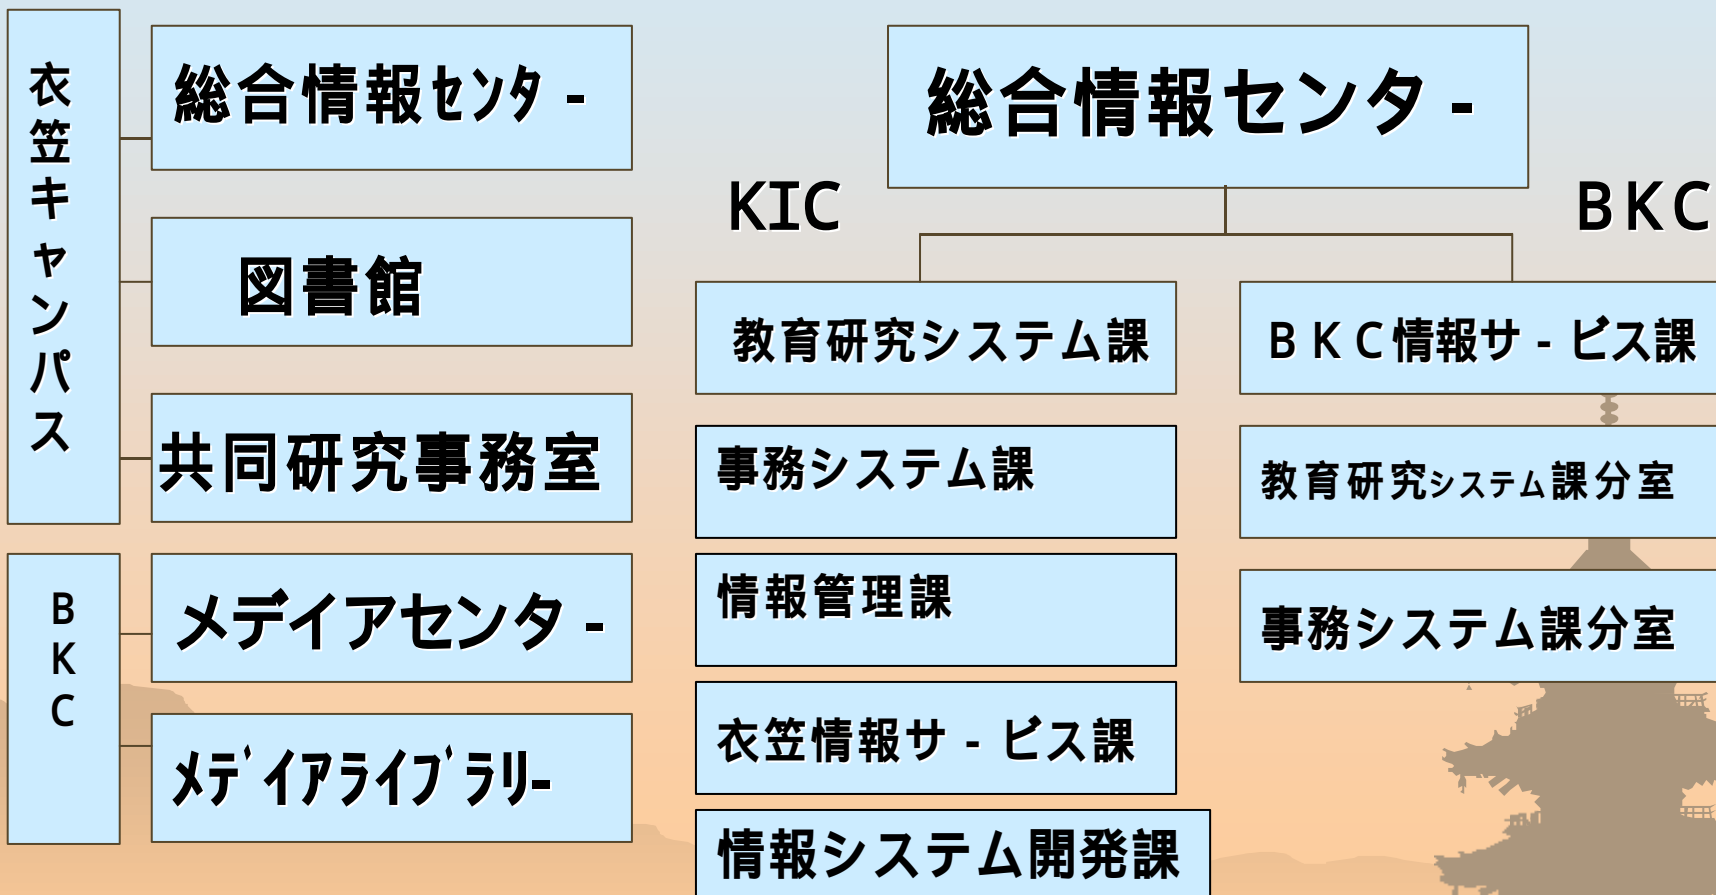 衣笠キャンパス
総合情報ｾﾝﾀ -
図書館
共同研究事務室
BKC
メデイアセンタ -
ﾒﾃﾞｲｱﾗｲﾌﾞﾗﾘ-
総合情報センタ -
KIC
ＢＫＣ
教育研究システム課
事務システム課
情報管理課
衣笠情報サ - ビス課
情報システム開発課
ＢＫＣ情報サ - ビス課
教育研究システム課分室
事務システム課分室